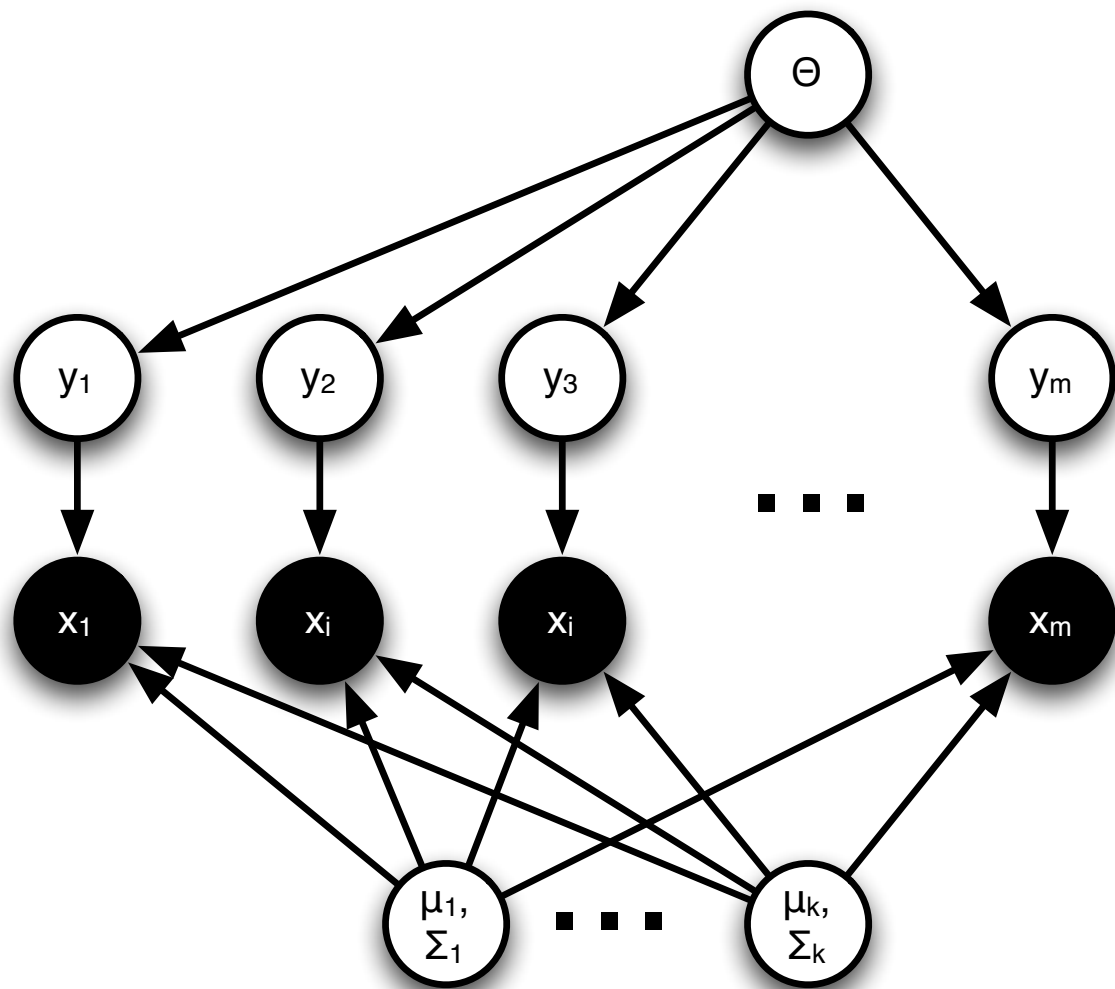 Θ
y₁ y₂ y₃ yₘ
. . .
x₁ xᵢ xᵢ xₘ
μ₁, μₖ,
Σ₁ . . . Σₖ